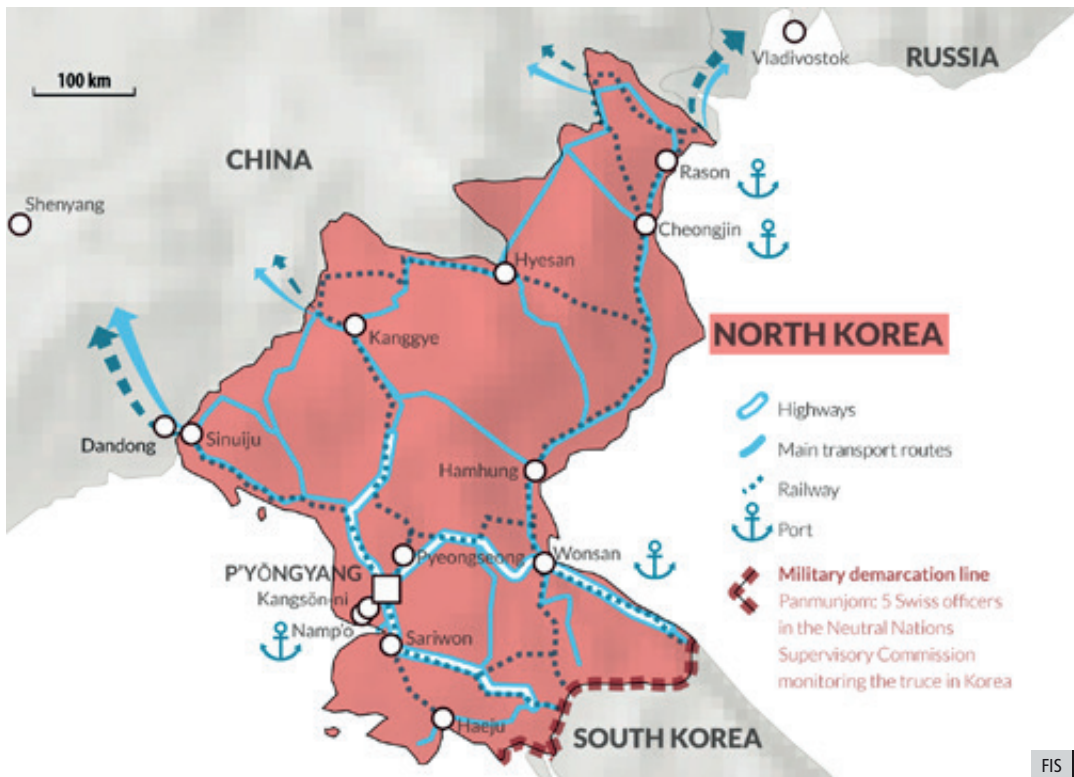 100 km
Vladivostok
RUSSIA
CHINA
Rason
Shenyang
Cheongjin
Hyesan
NORTH KOREA
Kanggye
Highways
Dandong
Sinuiju
Main transport routes
Hamhung
Railway
Port
Pyeongseong
Wonsan
P'YŎNGYANG
Kangsŏn-ni
Namp'o
Sariwon
Military demarcation line
Panmunjom: 5 Swiss officers
in the Neutral Nations
Supervisory Commission
monitoring the truce in Korea
Haeju
SOUTH KOREA
FIS